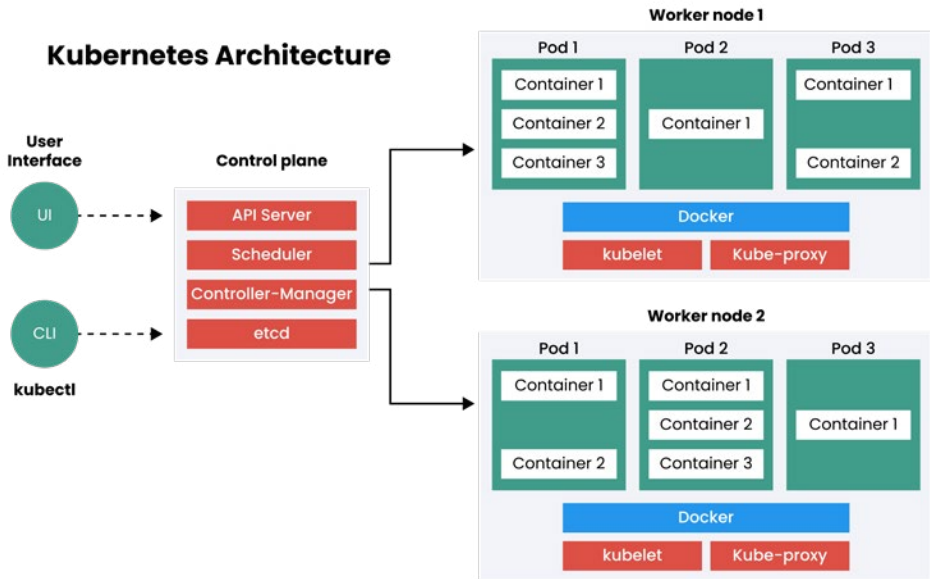 Kubernetes Architecture
User
Interface
UI
CLI
kubectl
Control plane
API Server
Scheduler
Controller-Manager
etcd
Worker node 1
Pod 1
Container 1
Container 2
Container 3
Pod 2
Container 1
Pod 3
Container 1
Container 2
Docker
kubelet
Kube-proxy
Worker node 2
Pod 1
Container 1
Container 2
Pod 2
Container 1
Container 2
Container 3
Pod 3
Container 1
Docker
kubelet
Kube-proxy